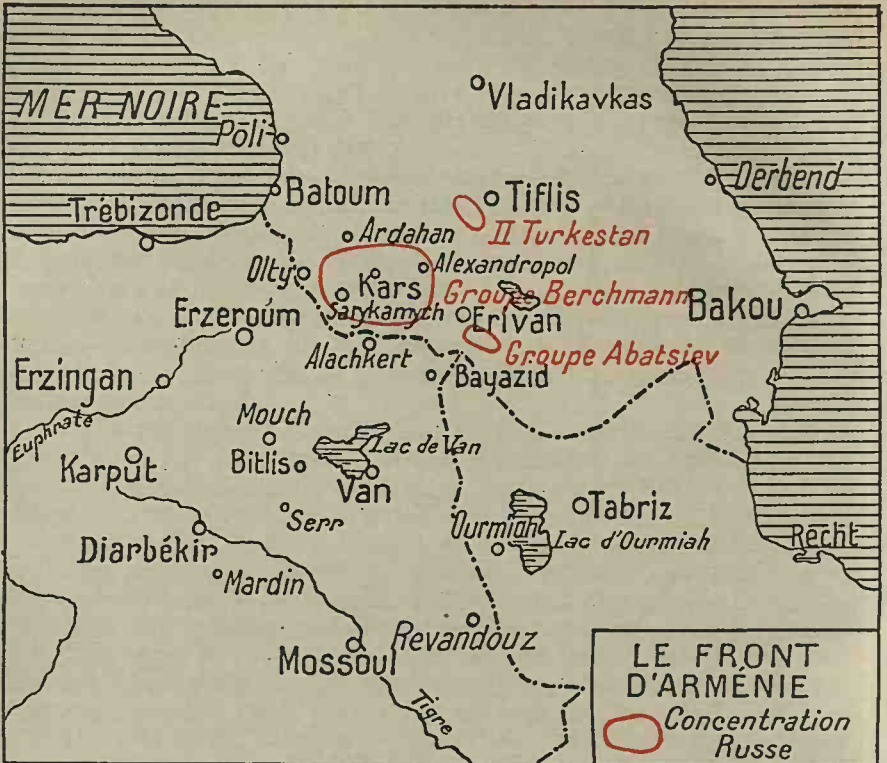 Vladikavkas
MER NOIRE
Pōli
Derbend
Batoum
Tiflis
Trébizonde
II Turkestan
Ardahan
Alexandropol
Olty
Kars
Groupe Berchmann
Sarykamych
Erivan
Bakou
Erzeroúm
Groupe Abatsiev
Alachkert
Erzingan
Bayazid
Mouch
Euphrate
Lac de Van
Karput
Bitlis
Van
Tabriz
Serr
Ourmiah
Lac d'Ourmiah
Recht
Diarbékir
Mardin
Revandouz
Mossoul
Tigre
LE FRONT
D'ARMÉNIE
Concentration
Russe